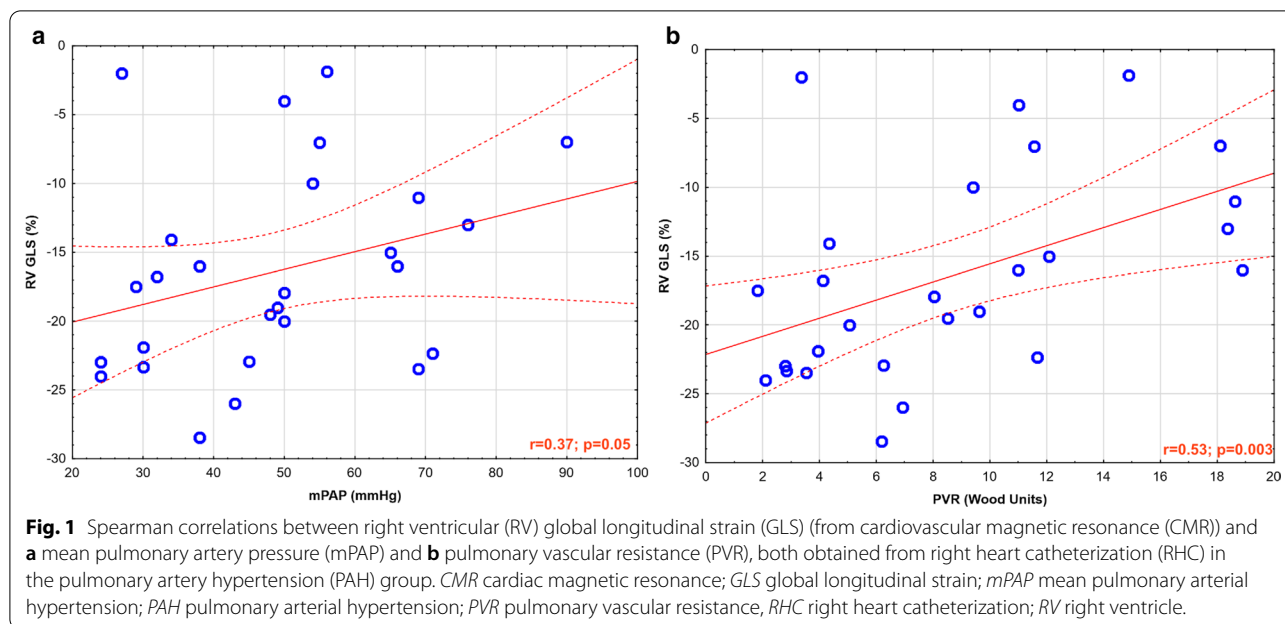 a
0
-5
-10
-15
-20
-25
-30
RV GLS (%)
r=0.37; p=0.05
20 30 40 50 60 70 80 90 100
mPAP (mmHg)
b
0
-5
-10
-15
-20
-25
-30
RV GLS (%)
r=0.53; p=0.003
0 2 4 6 8 10 12 14 16 18 20
PVR (Wood Units)
Fig. 1 Spearman correlations between right ventricular (RV) global longitudinal strain (GLS) (from cardiovascular magnetic resonance (CMR)) and
a mean pulmonary artery pressure (mPAP) and b pulmonary vascular resistance (PVR), both obtained from right heart catheterization (RHC) in
the pulmonary artery hypertension (PAH) group. CMR cardiac magnetic resonance; GLS global longitudinal strain; mPAP mean pulmonary arterial
hypertension; PAH pulmonary arterial hypertension; PVR pulmonary vascular resistance, RHC right heart catheterization; RV right ventricle.